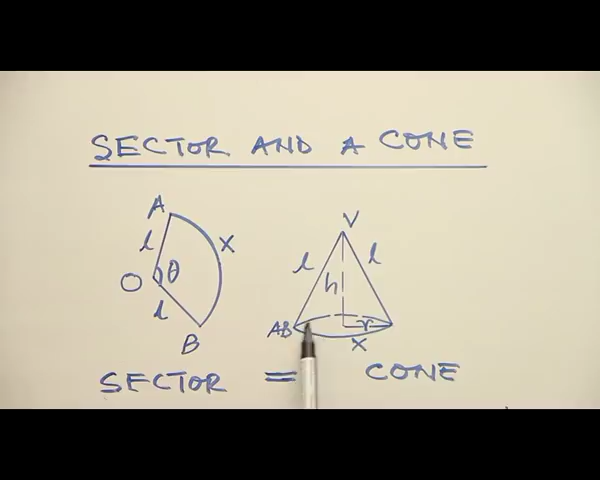 SECTOR AND A CONE
A V
l X l l
O θ h
l AB r
B X
SECTOR = CONE